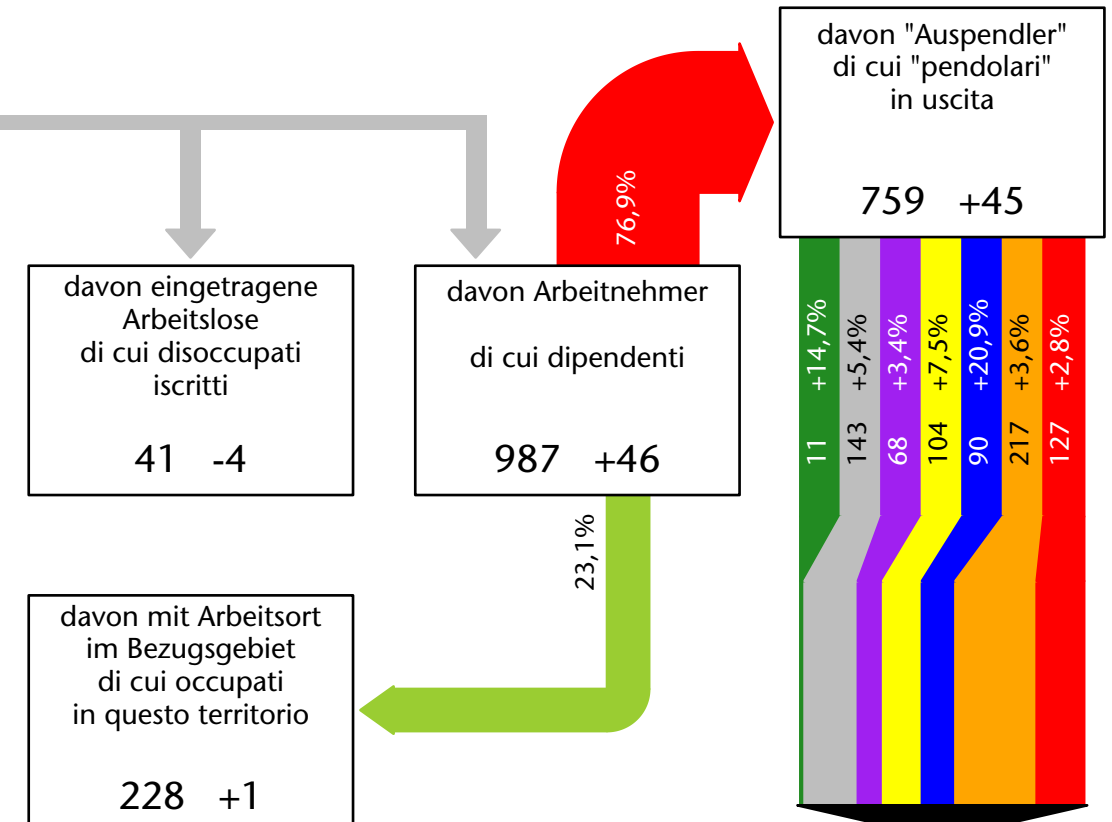 davon "Auspendler"
di cui "pendolari"
in uscita
759 +45
76,9%
davon eingetragene
Arbeitslose
di cui disoccupati
iscritti
41 -4
davon Arbeitnehmer
di cui dipendenti
987 +46
11 +14,7%
143 +5,4%
68 +3,4%
104 +7,5%
90 +20,9%
217 +3,6%
127 +2,8%
23,1%
davon mit Arbeitsort
im Bezugsgebiet
di cui occupati
in questo territorio
228 +1